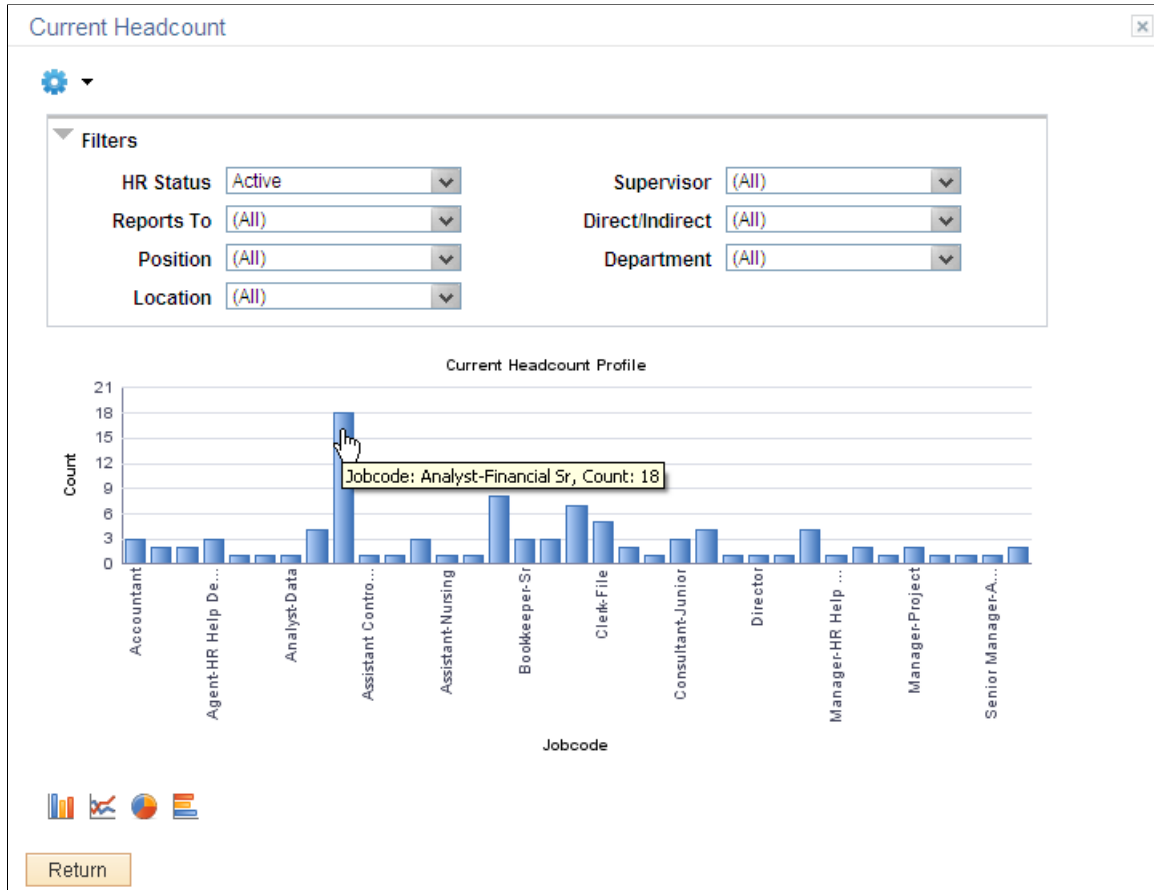 Current Headcount
Filters
HR Status Active Supervisor (All)
Reports To (All) Direct/Indirect (All)
Position (All) Department (All)
Location (All)
Current Headcount Profile
21
18
15
12
9
6
3
0
Count
Jobcode: Analyst-Financial Sr, Count: 18
Accountant
Agent-HR Help De...
Analyst-Data
Assistant Contro...
Assistant-Nursing
Bookkeeper-Sr
Clerk-File
Consultant-Junior
Director
Manager-HR Help ...
Manager-Project
Senior Manager-A...
Jobcode
Return